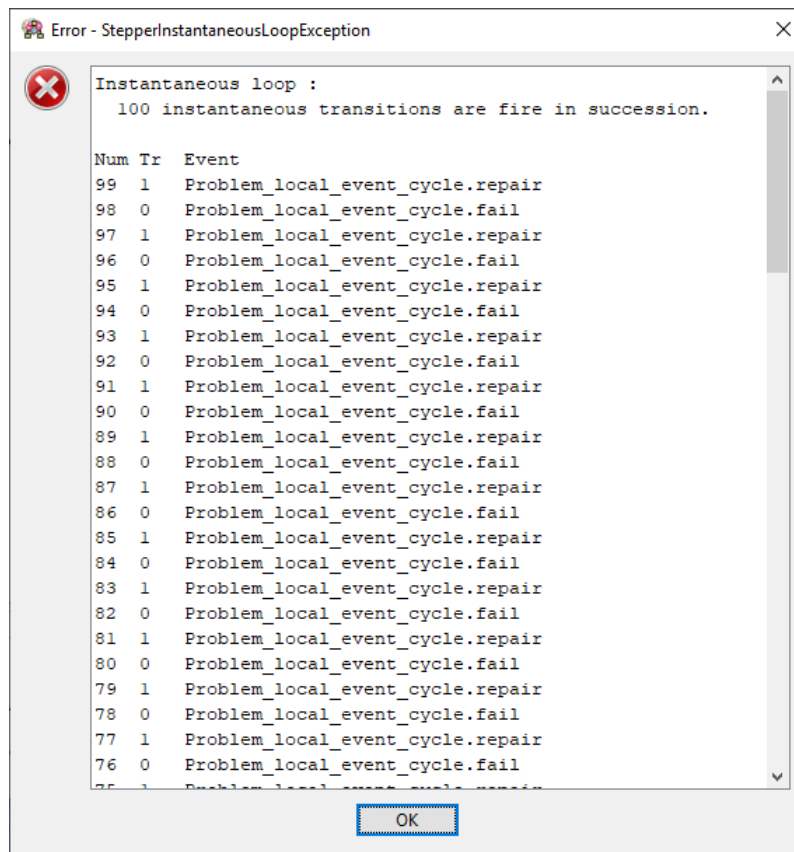 Error - StepperInstantaneousLoopException
Instantaneous loop :
100 instantaneous transitions are fire in succession.
Num Tr Event
99 1 Problem_local_event_cycle.repair
98 0 Problem_local_event_cycle.fail
97 1 Problem_local_event_cycle.repair
96 0 Problem_local_event_cycle.fail
95 1 Problem_local_event_cycle.repair
94 0 Problem_local_event_cycle.fail
93 1 Problem_local_event_cycle.repair
92 0 Problem_local_event_cycle.fail
91 1 Problem_local_event_cycle.repair
90 0 Problem_local_event_cycle.fail
89 1 Problem_local_event_cycle.repair
88 0 Problem_local_event_cycle.fail
87 1 Problem_local_event_cycle.repair
86 0 Problem_local_event_cycle.fail
85 1 Problem_local_event_cycle.repair
84 0 Problem_local_event_cycle.fail
83 1 Problem_local_event_cycle.repair
82 0 Problem_local_event_cycle.fail
81 1 Problem_local_event_cycle.repair
80 0 Problem_local_event_cycle.fail
79 1 Problem_local_event_cycle.repair
78 0 Problem_local_event_cycle.fail
77 1 Problem_local_event_cycle.repair
76 0 Problem_local_event_cycle.fail
OK